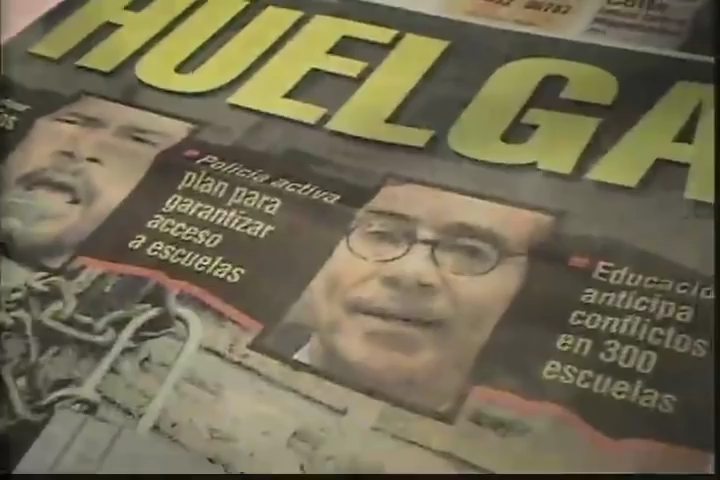 HUELGA
Policía activa
plan para
garantizar
acceso
a escuelas
Educació
anticipa
conflictos
en 300
escuelas